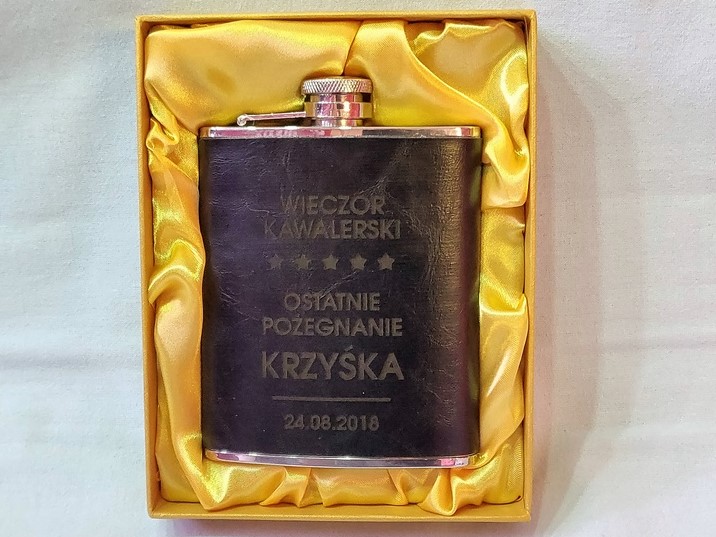 WIECZÓR
KAWALERSKI
★ ★ ★ ★ ★
OSTATNIE
POŻEGNANIE
KRZYŚKA
24.08.2018